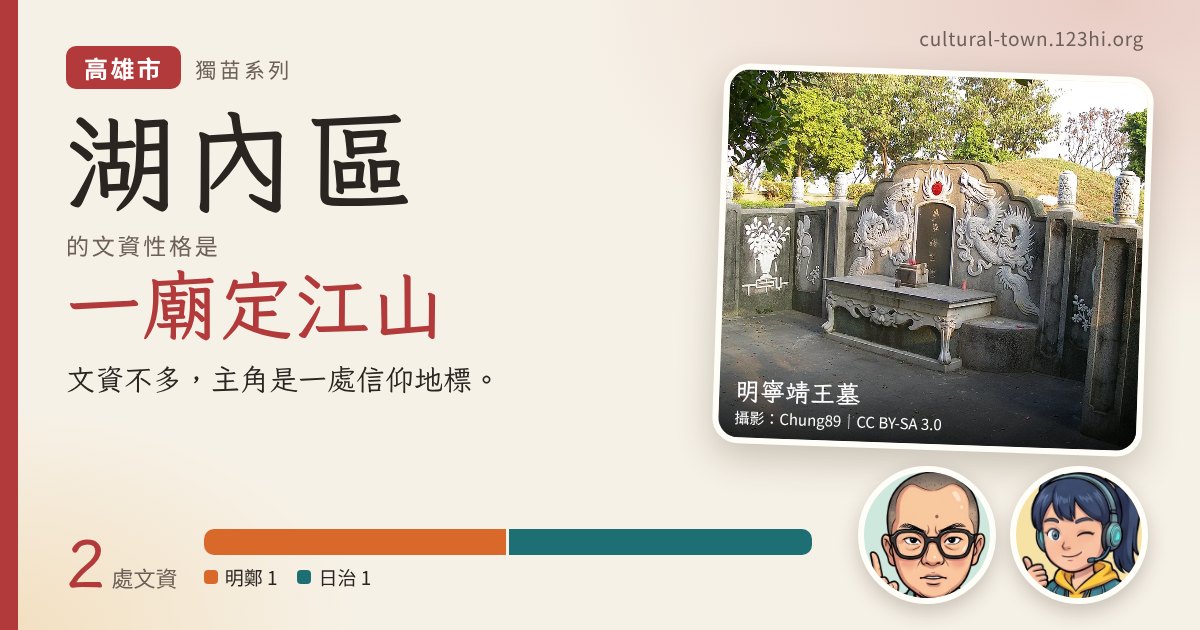 高雄市 獨苗系列
cultural-town.123hi.org
湖內區
的文資性格是
一廟定江山
文資不多，主角是一處信仰地標。
明寧靖王墓
攝影：Chung89｜CC BY-SA 3.0
2 處文資
明鄭 1 日治 1